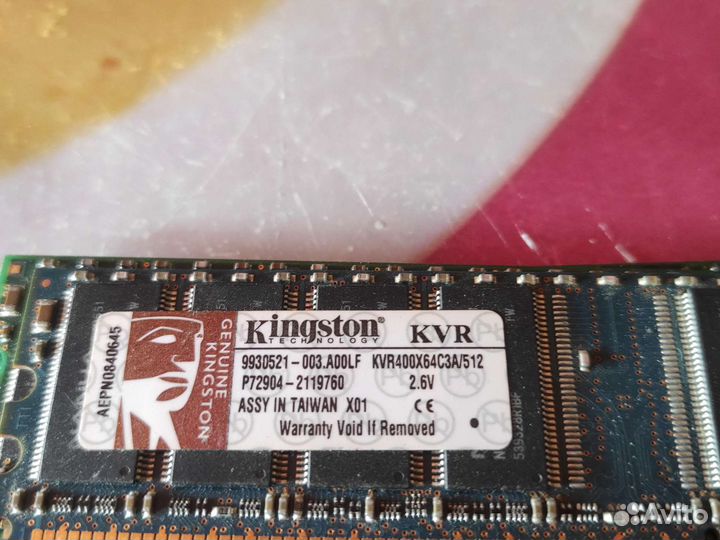 AEPN0840645
GENUINE
KINGSTON
Kingston KVR
TECHNOLOGY
9930521-003.A00LF KVR400X64C3A/512
P72904-2119760 2.6V
ASSY IN TAIWAN X01 CE
Warranty Void If Removed
Avito